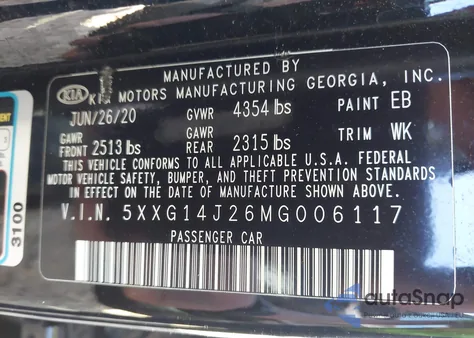 MANUFACTURED BY
KIA KIA MOTORS MANUFACTURING GEORGIA, INC.
JUN/26/20 GVWR 4354 lbs PAINT EB
GAWR FRONT 2513 lbs GAWR REAR 2315 lbs TRIM WK
THIS VEHICLE CONFORMS TO ALL APPLICABLE U.S.A. FEDERAL
MOTOR VEHICLE SAFETY, BUMPER, AND THEFT PREVENTION STANDARDS
IN EFFECT ON THE DATE OF MANUFACTURE SHOWN ABOVE.
V.I.N. 5XXG14J26MG006117
PASSENGER CAR
3100
autoSnap